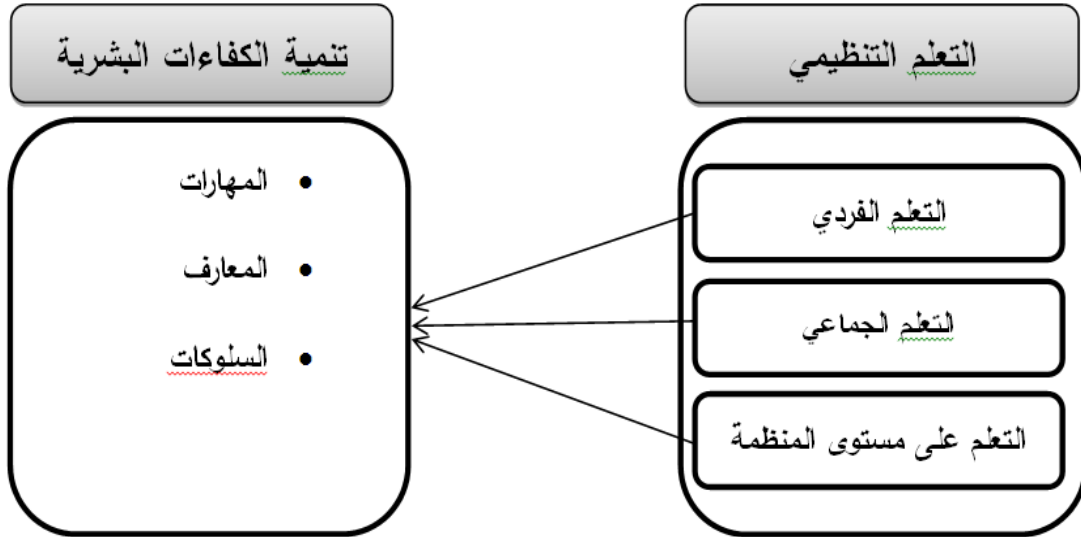 التعلم التنظيمي
تنمية الكفاءات البشرية
التعلم الفردي
التعلم الجماعي
التعلم على مستوى المنظمة
• المهارات
• المعارف
• السلوكات